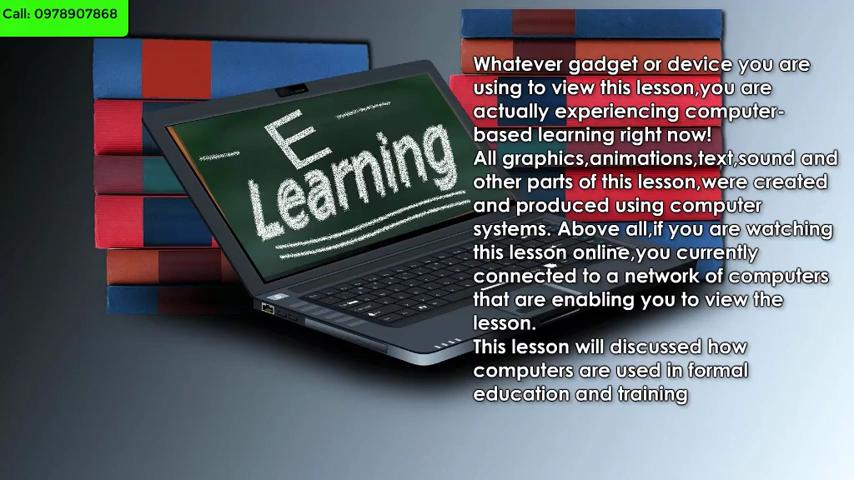 Call: 0978907868
E
Learning
Whatever gadget or device you are
using to view this lesson,you are
actually experiencing computer-
based learning right now!
All graphics,animations,text,sound and
other parts of this lesson,were created
and produced using computer
systems. Above all,if you are watching
this lesson online,you currently
connected to a network of computers
that are enabling you to view the
lesson.
This lesson will discussed how
computers are used in formal
education and training